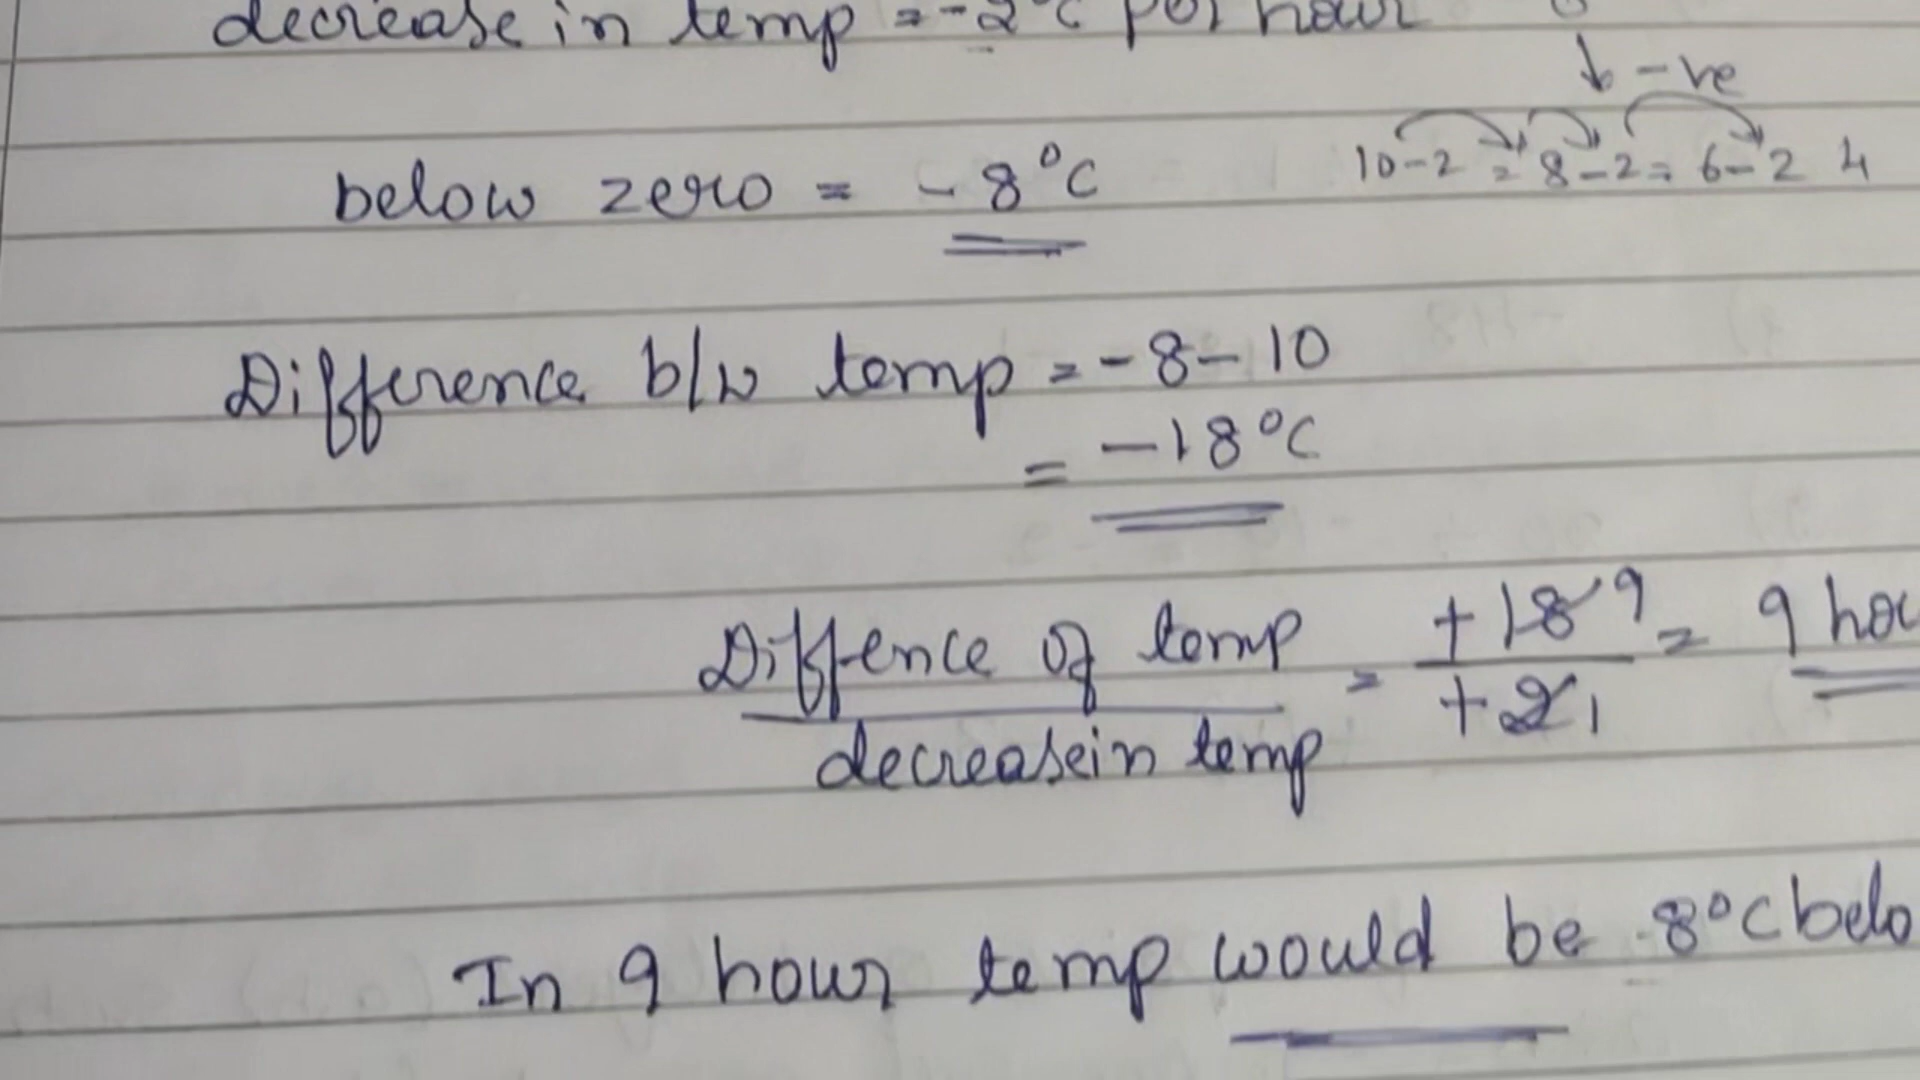 decrease in temp = -2°C per hour
↓ -ve
below zero = -8°C
10-2 = 8-2 = 6-2 4
Difference b/w temp = -8-10
= -18°C
Diffence of temp / decrease in temp = +18 9 / +2 1 = 9 hou
In 9 hour temp would be 8°C belo